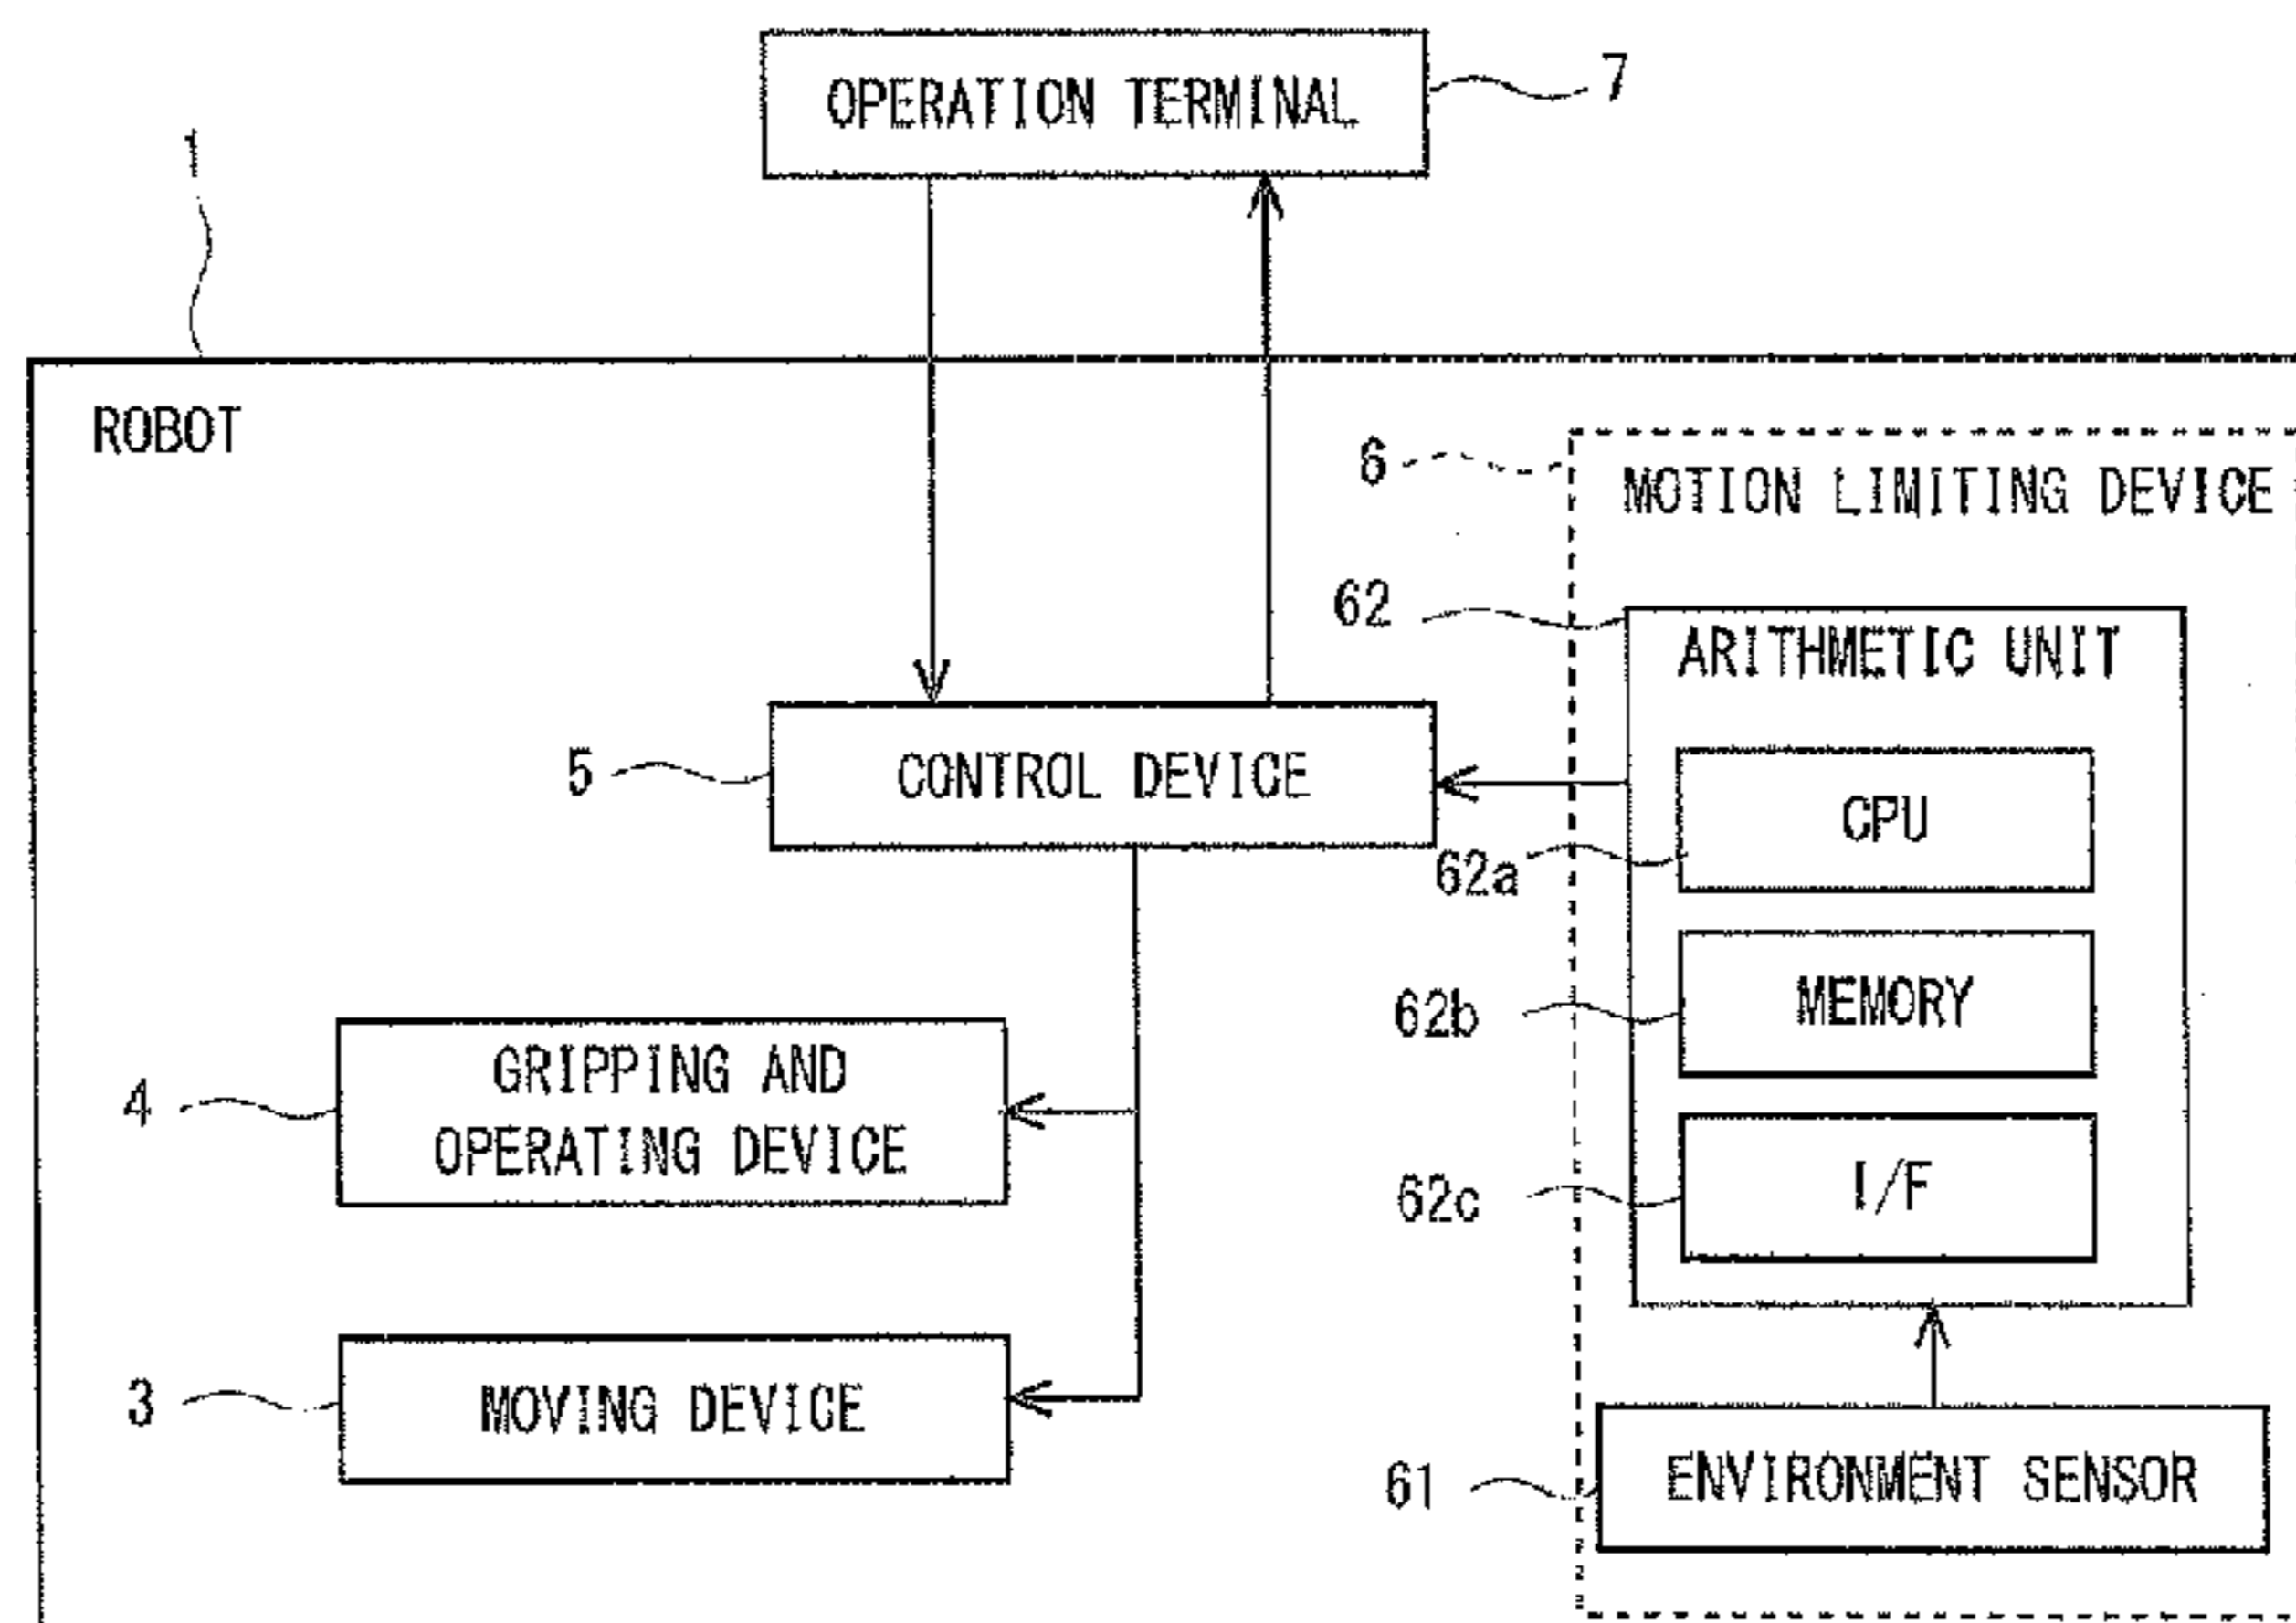 OPERATION TERMINAL
7
1
ROBOT
6
MOTION LIMITING DEVICE
62
ARITHMETIC UNIT
5
CONTROL DEVICE
CPU
62a
MEMORY
62b
4
GRIPPING AND
OPERATING DEVICE
I/F
62c
3
MOVING DEVICE
61
ENVIRONMENT SENSOR